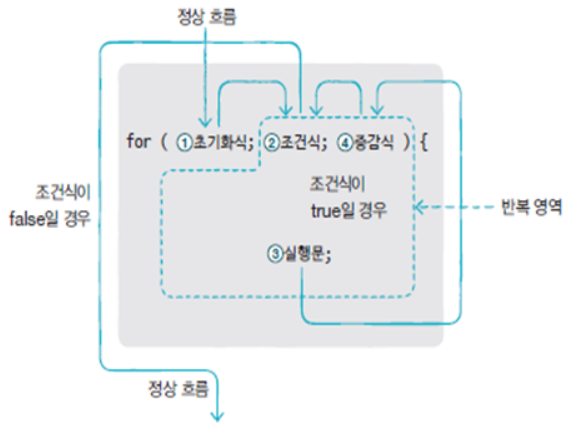 정상 흐름
for ( ①초기화식; ②조건식; ④증감식 ) {
조건식이
true일 경우
조건식이
false일 경우
반복 영역
③실행문;
정상 흐름